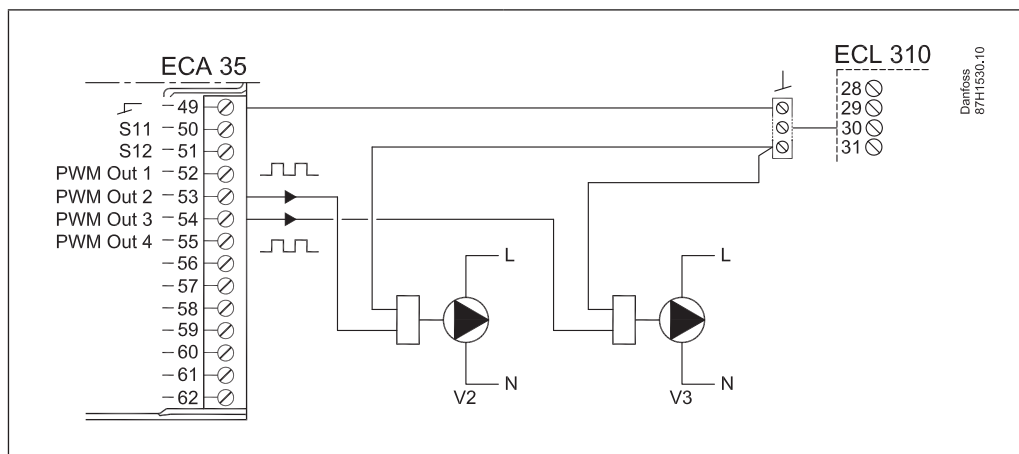 ECA 35
ECL 310
49
S11 50
S12 51
PWM Out 1 52
PWM Out 2 53
PWM Out 3 54
PWM Out 4 55
56
57
58
59
60
61
62
28
29
30
31
L
N
V2
L
N
V3
Danfoss
87H1530.10